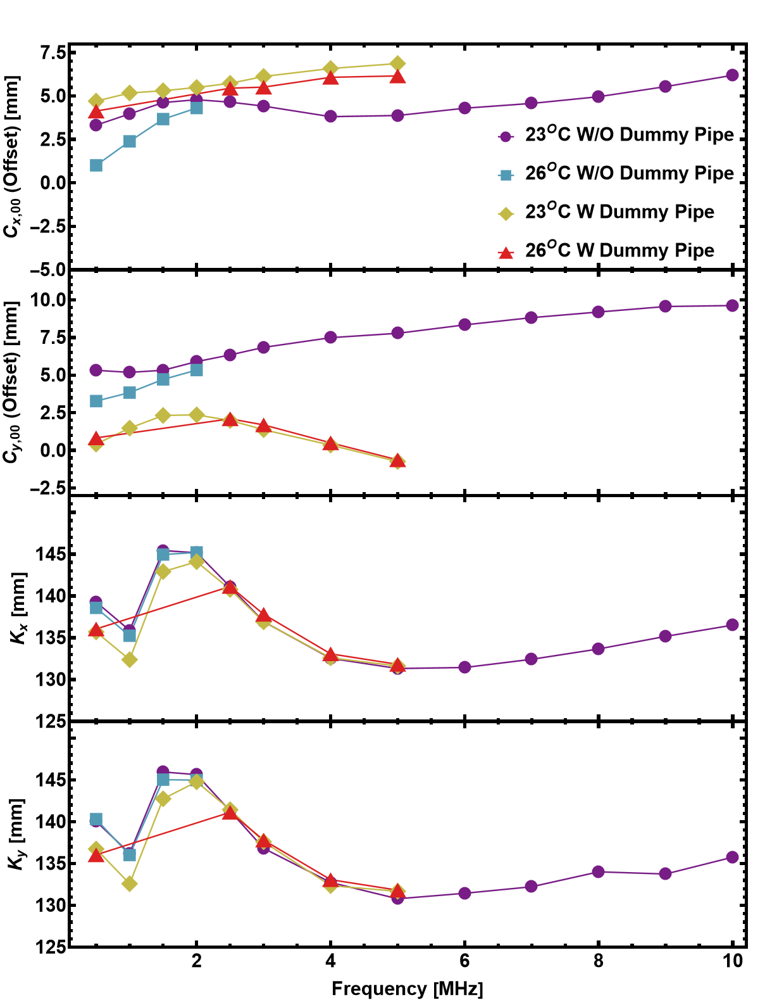 7.5
5.0
2.5
0.0
−2.5
−5.0
C_{x,00} (Offset) [mm]
23^{O}C W/O Dummy Pipe
26^{O}C W/O Dummy Pipe
23^{O}C W Dummy Pipe
26^{O}C W Dummy Pipe
10.0
7.5
5.0
2.5
0.0
−2.5
C_{y,00} (Offset) [mm]
145
140
135
130
125
K_{x} [mm]
145
140
135
130
125
K_{y} [mm]
2 4 6 8 10
Frequency [MHz]